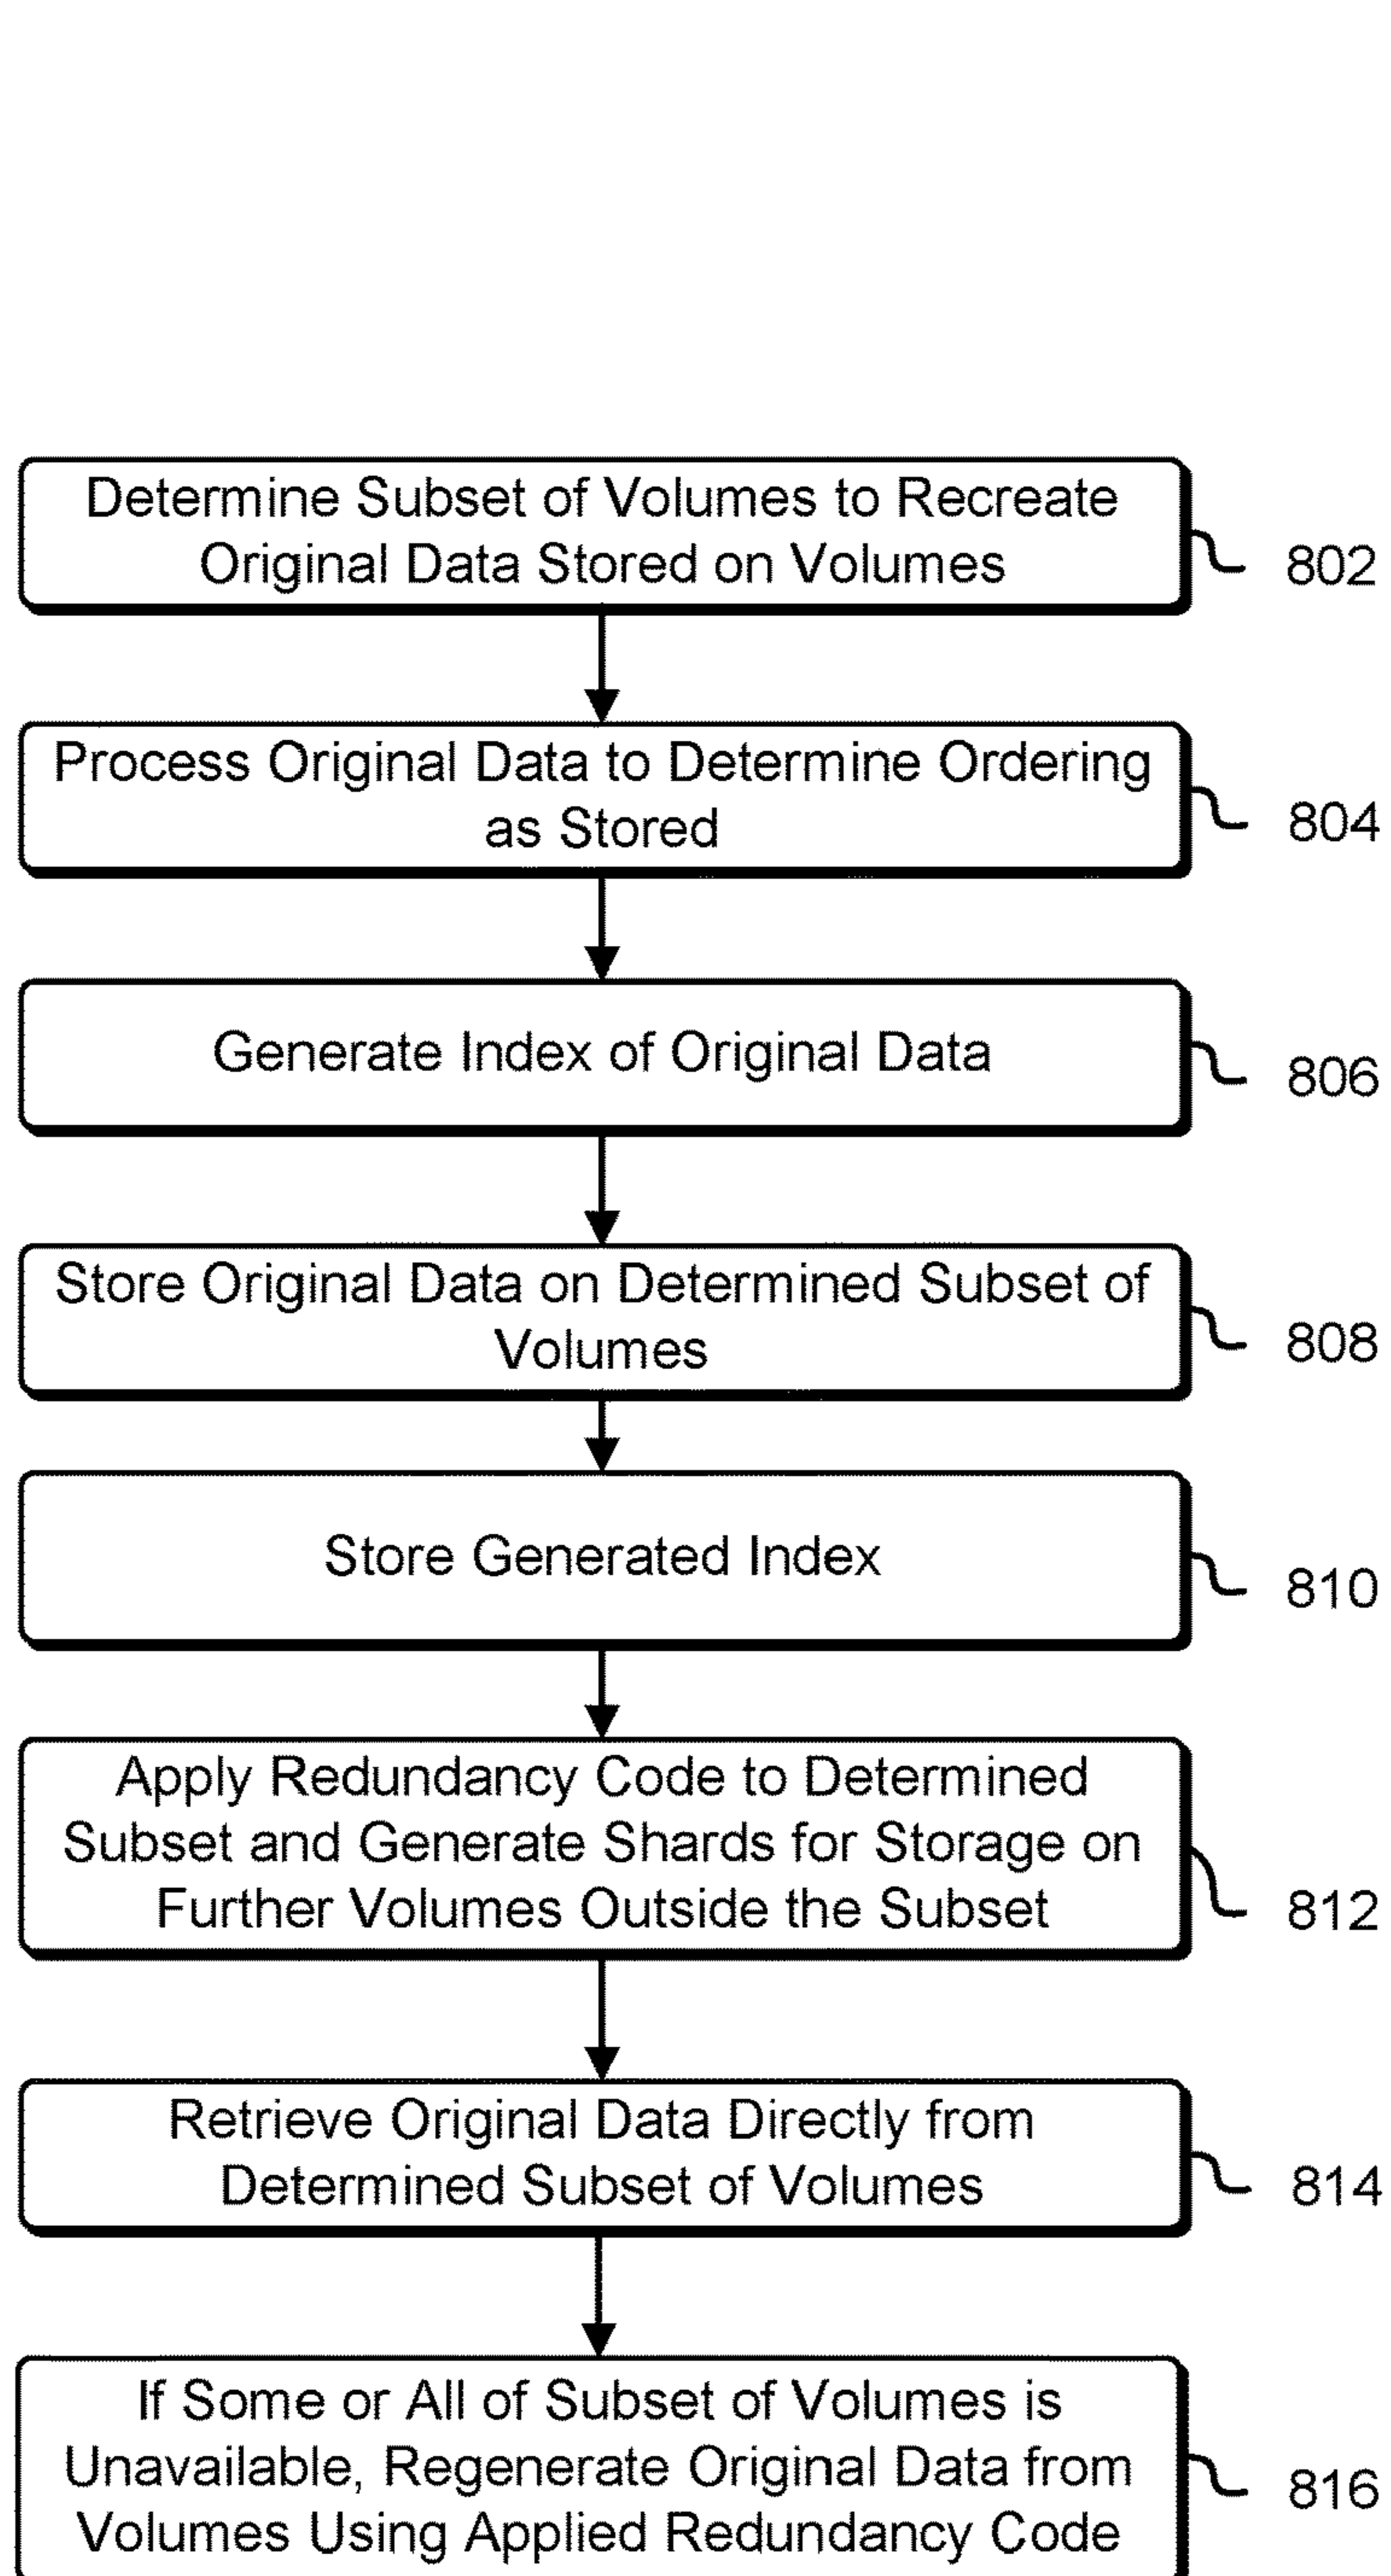 Determine Subset of Volumes to Recreate
Original Data Stored on Volumes
802
Process Original Data to Determine Ordering
as Stored
804
Generate Index of Original Data
806
Store Original Data on Determined Subset of
Volumes
808
Store Generated Index
810
Apply Redundancy Code to Determined
Subset and Generate Shards for Storage on
Further Volumes Outside the Subset
812
Retrieve Original Data Directly from
Determined Subset of Volumes
814
If Some or All of Subset of Volumes is
Unavailable, Regenerate Original Data from
Volumes Using Applied Redundancy Code
816